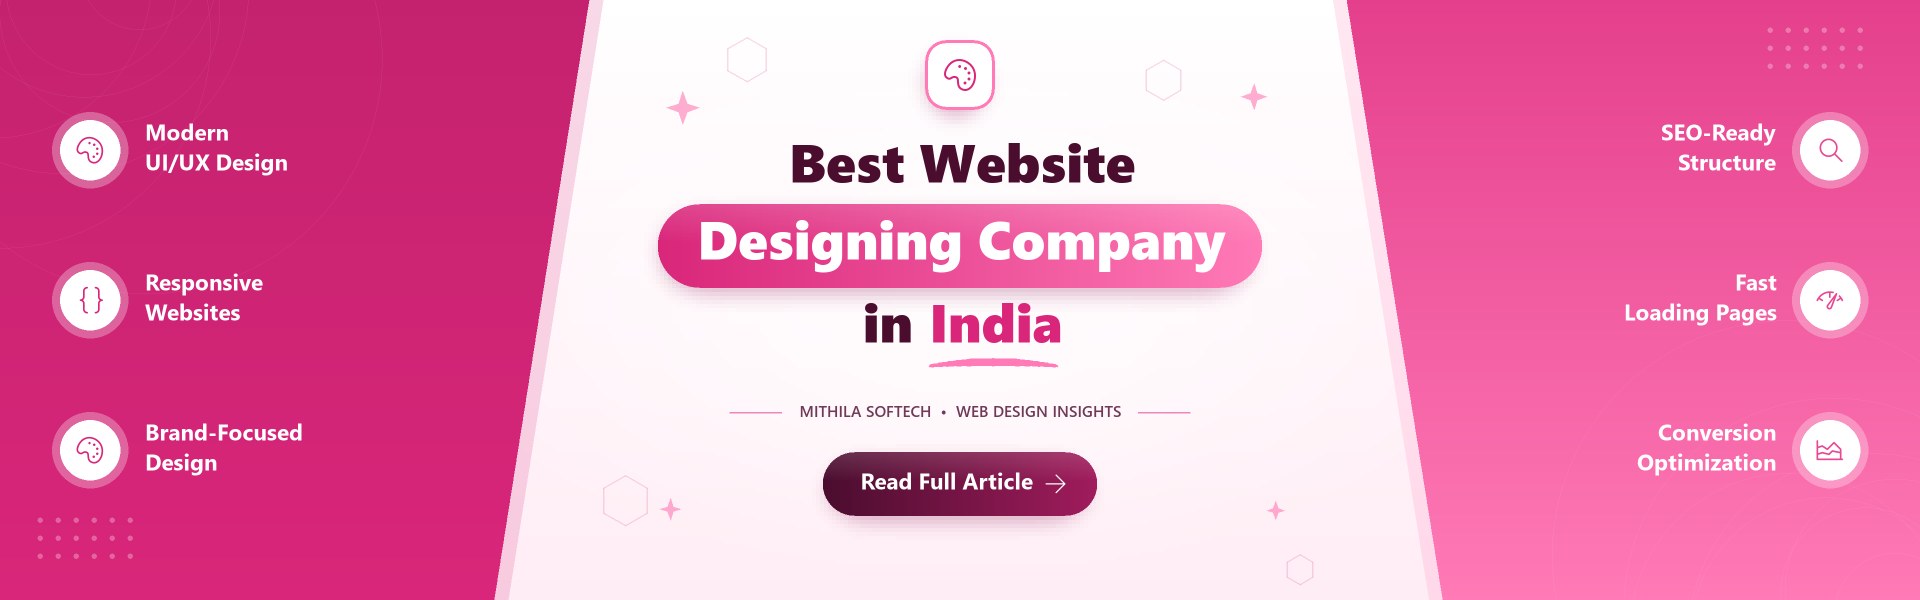 Modern
UI/UX Design
Responsive
Websites
Brand-Focused
Design
Best Website
Designing Company
in India
MITHILA SOFTECH • WEB DESIGN INSIGHTS
Read Full Article →
SEO-Ready
Structure
Fast
Loading Pages
Conversion
Optimization